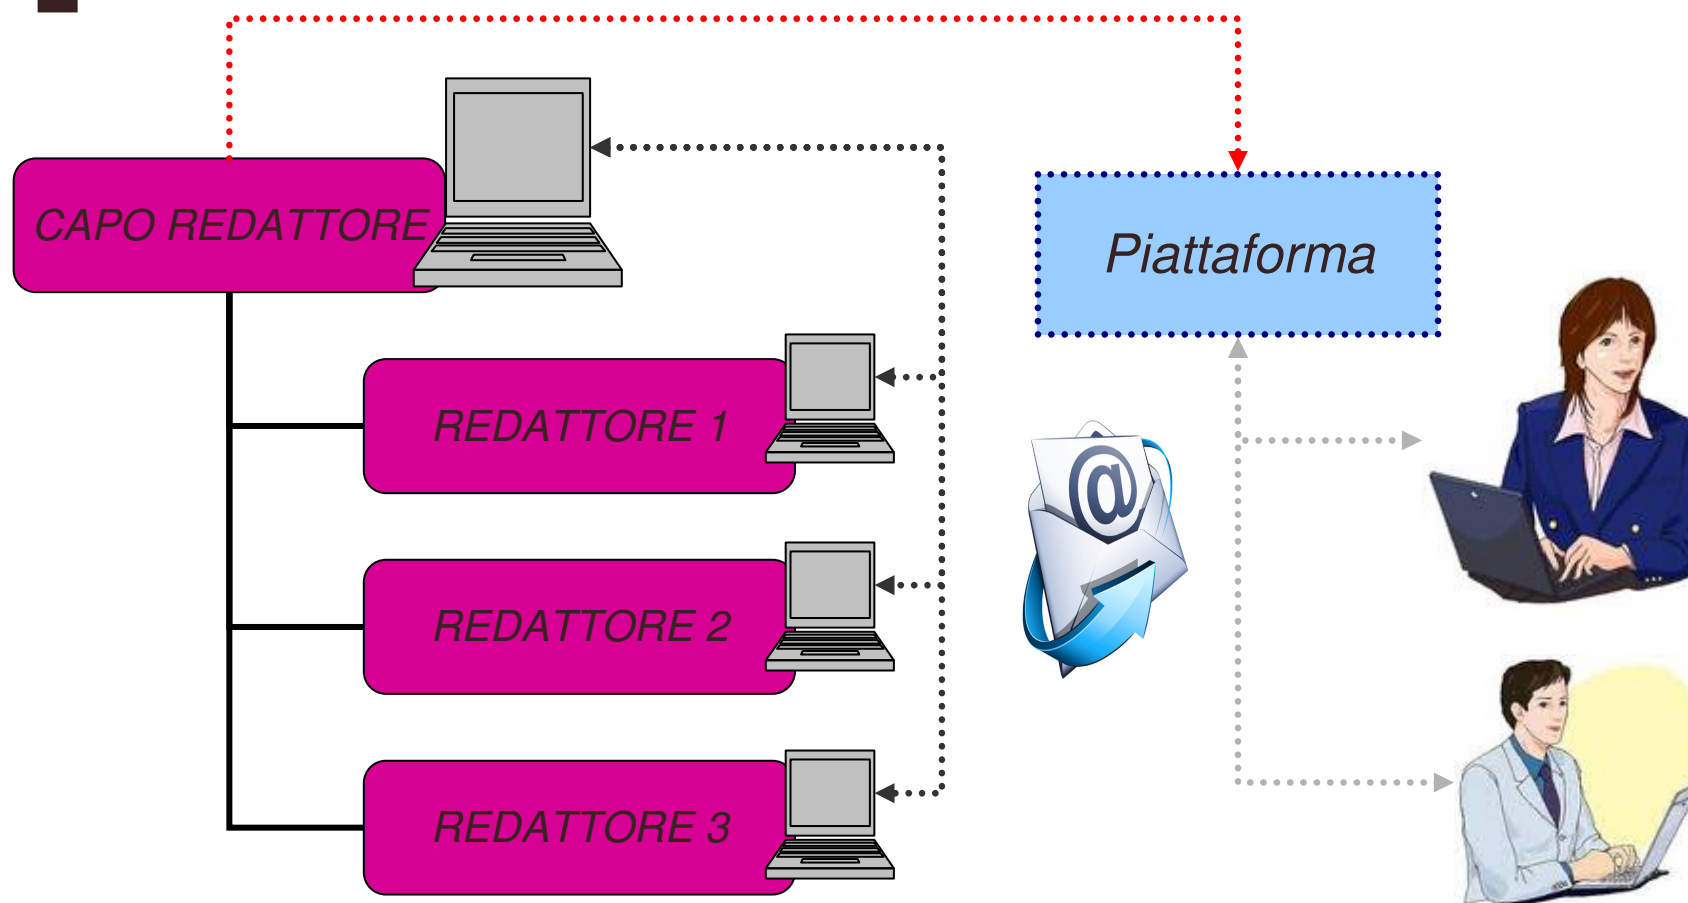 CAPO REDATTORE
Piattaforma
REDATTORE 1
@
REDATTORE 2
REDATTORE 3